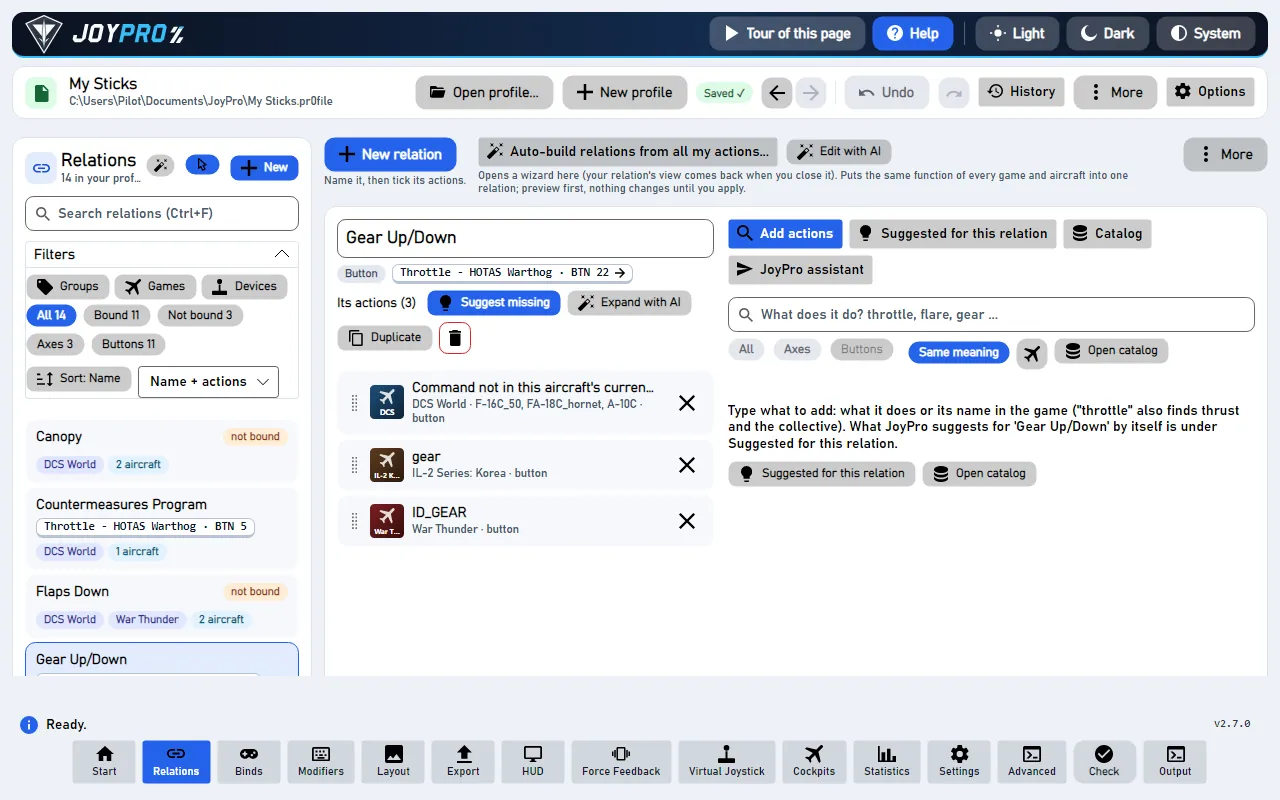 JOYPRO
Tour of this page
Help
Light
Dark
System
My Sticks
C:\Users\Pilot\Documents\JoyPro\My Sticks.pr0file
Open profile...
New profile
Saved ✓
Undo
History
More
Options
Relations
14 in your prof...
New
New relation
Name it, then tick its actions.
Auto-build relations from all my actions...
Edit with AI
More
Opens a wizard here (your relation's view comes back when you close it). Puts the same function of every game and aircraft into one
relation; preview first, nothing changes until you apply.
Search relations (Ctrl+F)
Filters
Groups
Games
Devices
All 14
Bound 11
Not bound 3
Axes 3
Buttons 11
Sort: Name
Name + actions
Canopy
not bound
DCS World
2 aircraft
Countermeasures Program
Throttle - HOTAS Warthog · BTN 5
DCS World
1 aircraft
Flaps Down
not bound
DCS World
War Thunder
2 aircraft
Gear Up/Down
Gear Up/Down
Button
Throttle - HOTAS Warthog · BTN 22 →
Its actions (3)
Suggest missing
Expand with AI
Duplicate
DCS
Command not in this aircraft's curren...
DCS World · F-16C_50, FA-18C_hornet, A-10C ·
button
IL-2 K...
gear
IL-2 Series: Korea · button
War T...
ID_GEAR
War Thunder · button
Add actions
Suggested for this relation
Catalog
JoyPro assistant
What does it do? throttle, flare, gear ...
All
Axes
Buttons
Same meaning
Open catalog
Type what to add: what it does or its name in the game ("throttle" also finds thrust
and the collective). What JoyPro suggests for 'Gear Up/Down' by itself is under
Suggested for this relation.
Suggested for this relation
Open catalog
Ready.
v2.7.0
Start
Relations
Binds
Modifiers
Layout
Export
HUD
Force Feedback
Virtual Joystick
Cockpits
Statistics
Settings
Advanced
Check
Output